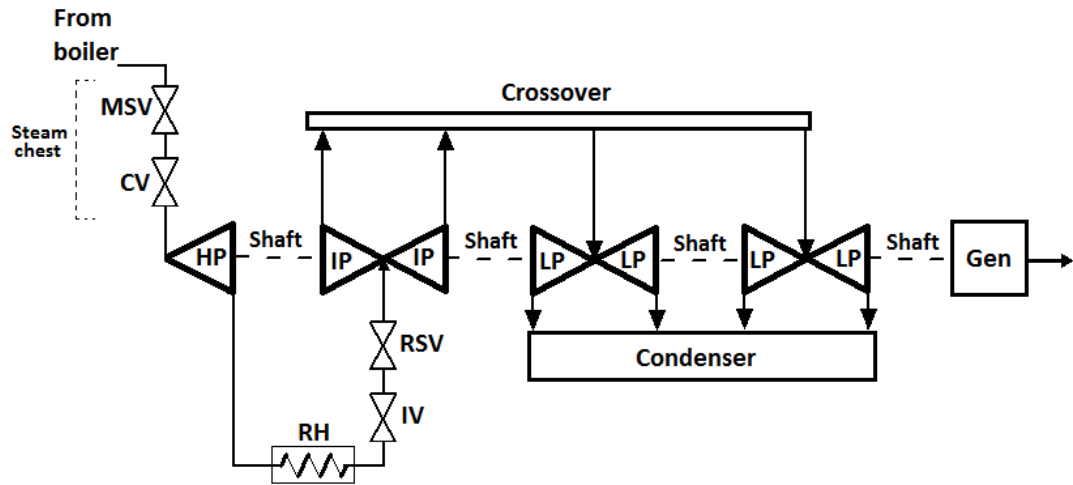 From
boiler
MSV
Steam
chest
CV
Crossover
HP
Shaft
IP
IP
Shaft
LP
LP
Shaft
LP
LP
Shaft
Gen
RSV
Condenser
IV
RH